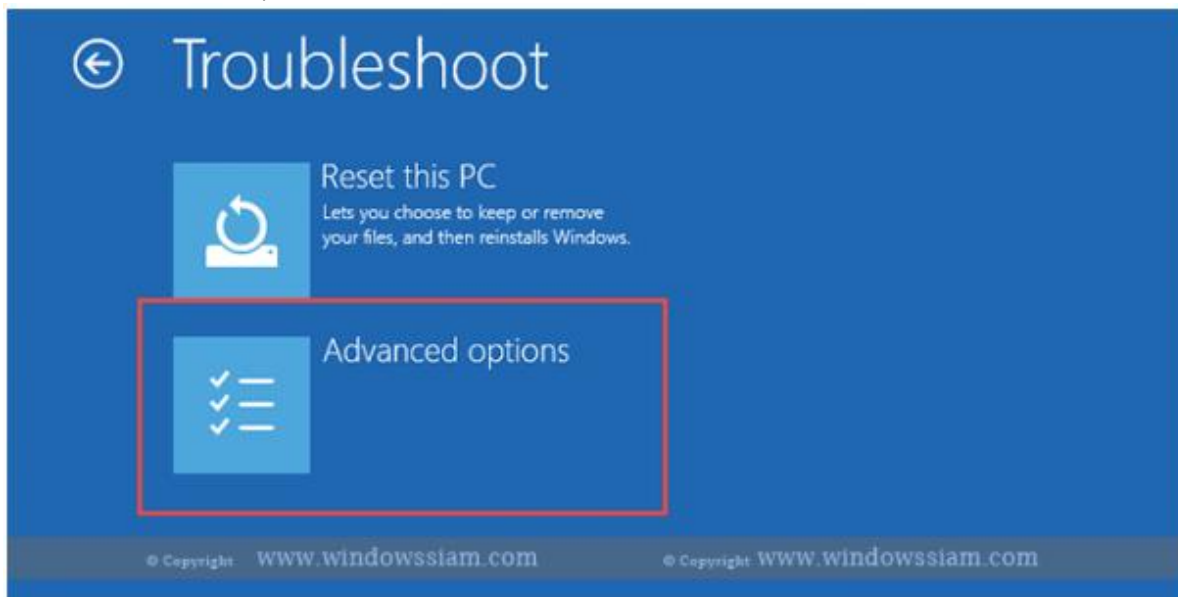 Troubleshoot
Reset this PC
Lets you choose to keep or remove
your files, and then reinstalls Windows.
Advanced options
© Copyright www.windowssiam.com © Copyright www.windowssiam.com